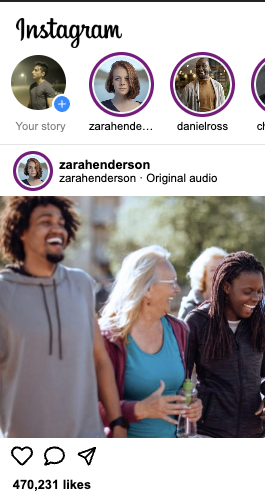 Instagram
Your story
zarahende...
danielross
zarahenderson
zarahenderson · Original audio
470,231 likes